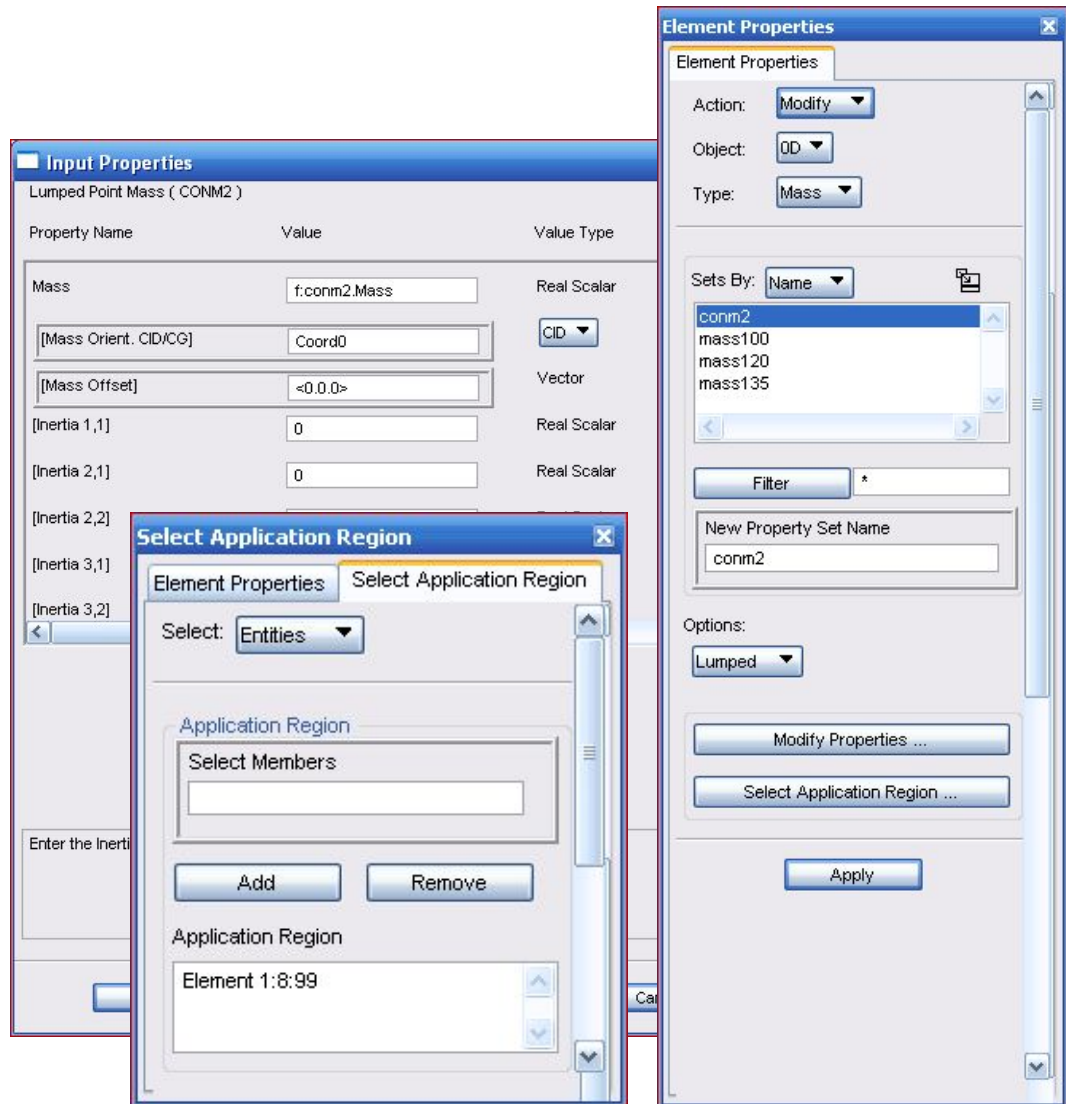 Input Properties
Lumped Point Mass ( CONM2 )
Property Name Value Value Type
Mass f:conm2.Mass Real Scalar
[Mass Orient. CID/CG] Coord0 CID
[Mass Offset] <0.0.0> Vector
[Inertia 1,1] 0 Real Scalar
[Inertia 2,1] 0 Real Scalar
[Inertia 2,2]
[Inertia 3,1]
[Inertia 3,2]
Enter the Inerti
Select Application Region
Element Properties Select Application Region
Select: Entities
Application Region
Select Members
Add Remove
Application Region
Element 1:8:99
Element Properties
Element Properties
Action: Modify
Object: 0D
Type: Mass
Sets By: Name
conm2
mass100
mass120
mass135
Filter *
New Property Set Name
conm2
Options:
Lumped
Modify Properties ...
Select Application Region ...
Apply